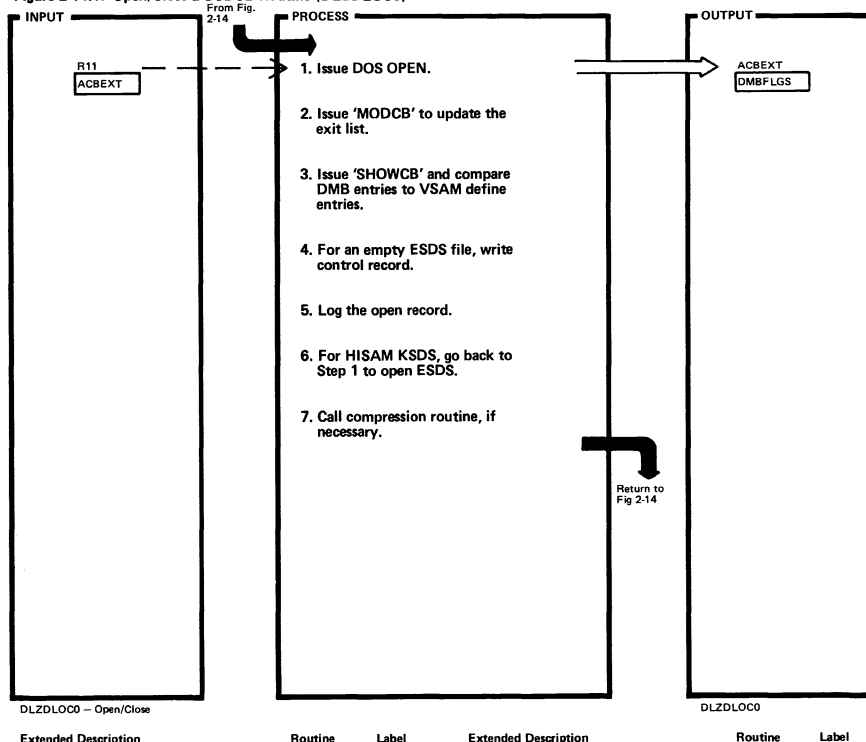 From Fig.
2-14
INPUT
PROCESS
OUTPUT
R11
ACBEXT
1. Issue DOS OPEN.
ACBEXT
DMBFLGS
2. Issue 'MODCB' to update the
exit list.
3. Issue 'SHOWCB' and compare
DMB entries to VSAM define
entries.
4. For an empty ESDS file, write
control record.
5. Log the open record.
6. For HISAM KSDS, go back to
Step 1 to open ESDS.
7. Call compression routine, if
necessary.
Return to
Fig 2-14
DLZDLOC0 – Open/Close
DLZDLOC0
Extended Description Routine Label Extended Description Routine Label